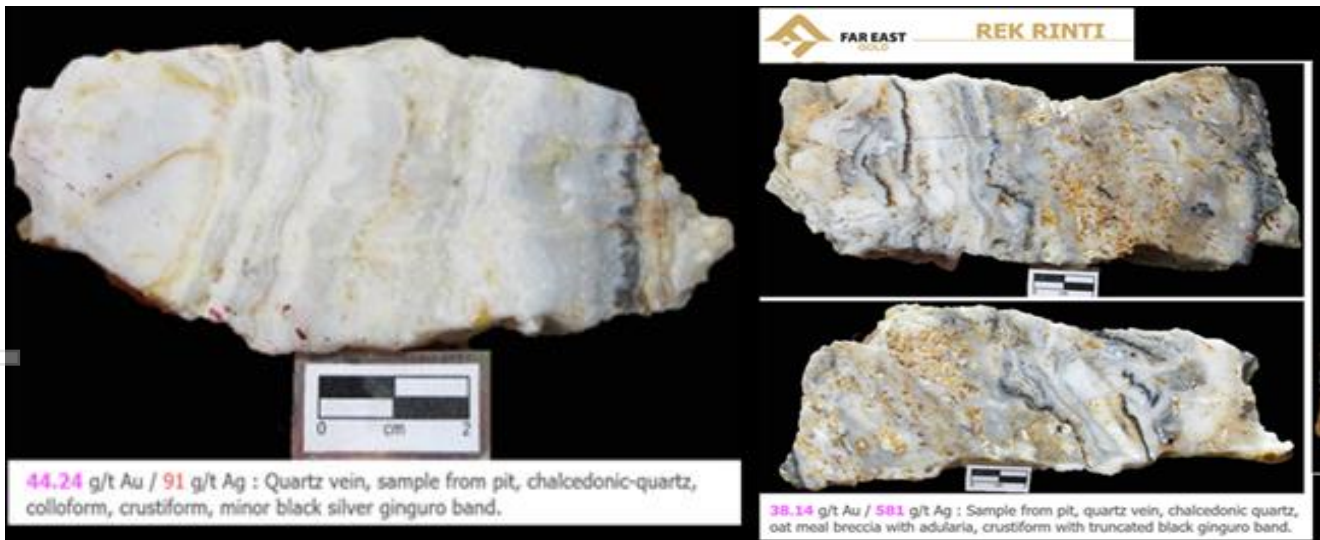 FAR EAST
GOLD
REK RINTI
0 cm 2
44.24 g/t Au / 91 g/t Ag : Quartz vein, sample from pit, chalcedonic-quartz,
colloform, crustiform, minor black silver ginguro band.
38.14 g/t Au / 581 g/t Ag : Sample from pit, quartz vein, chalcedonic quartz,
oat meal breccia with adularia, crustiform with truncated black ginguro band.